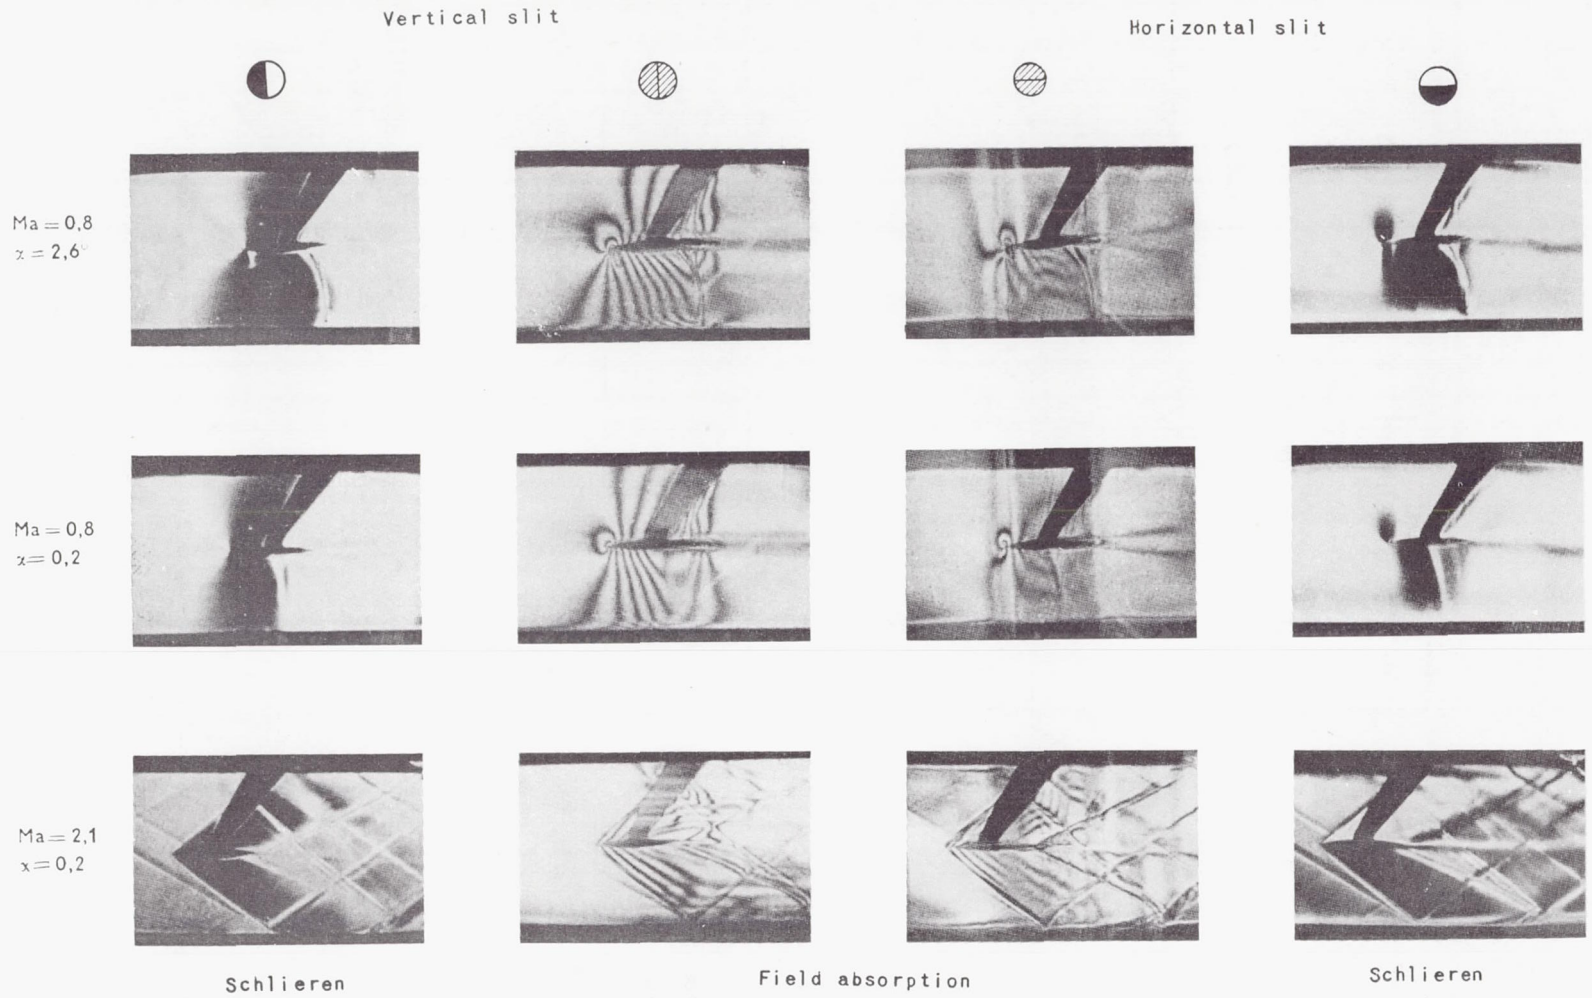 Vertical slit
Horizontal slit
Ma = 0,8
χ = 2,6°
Ma = 0,8
χ = 0,2
Ma = 2,1
x = 0,2
Schlieren
Field absorption
Schlieren